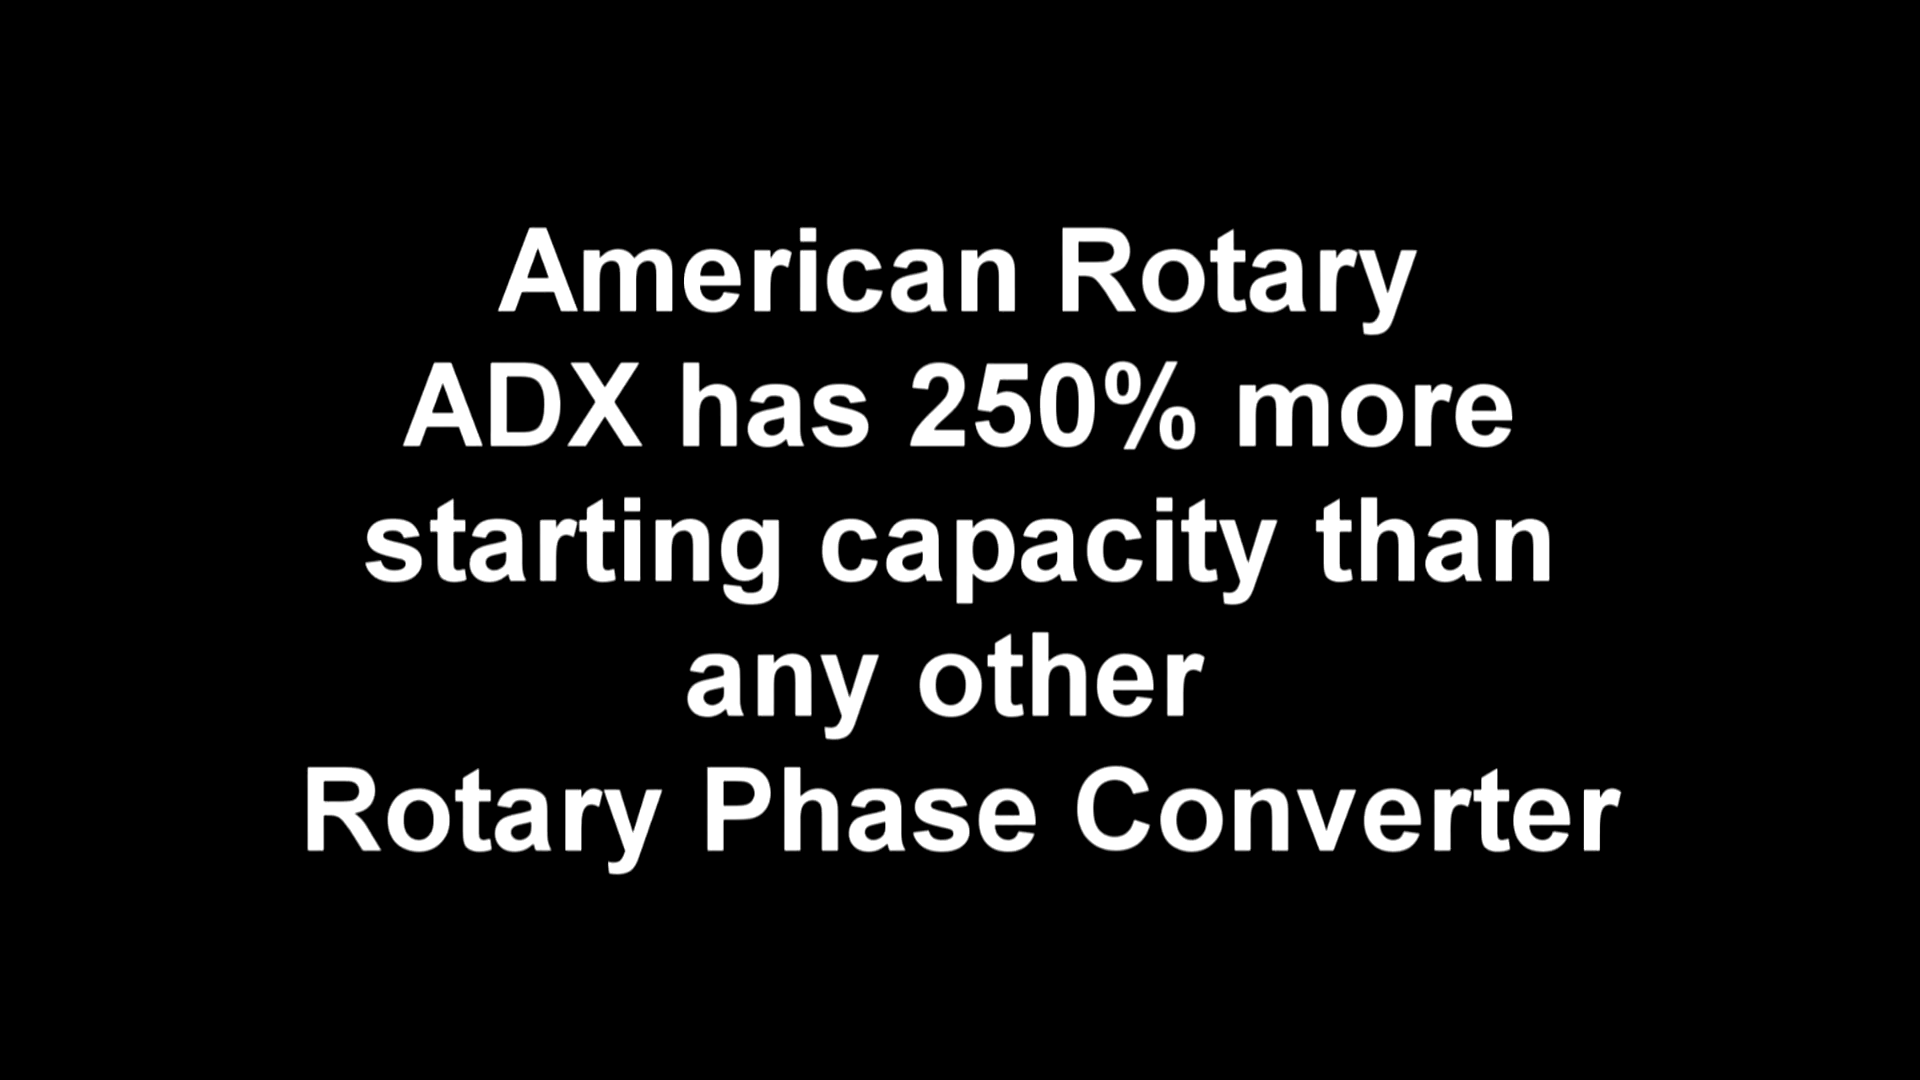 American Rotary
ADX has 250% more
starting capacity than
any other
Rotary Phase Converter